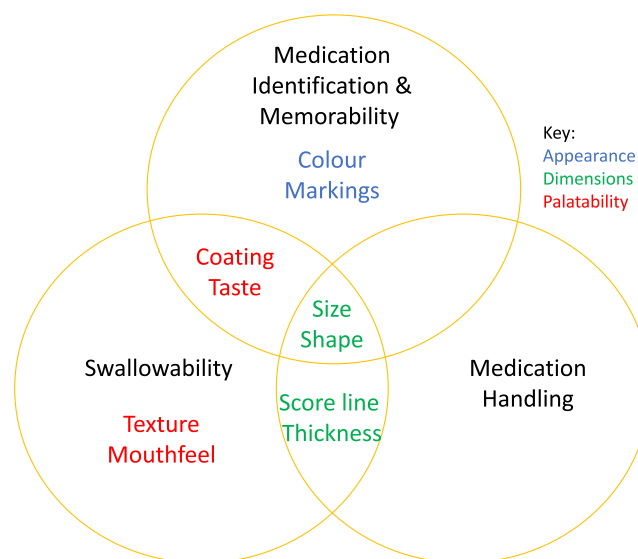 Medication
Identification &
Memorability
Colour
Markings
Key:
Appearance
Dimensions
Palatability
Coating
Taste
Size
Shape
Swallowability
Texture
Mouthfeel
Score line
Thickness
Medication
Handling